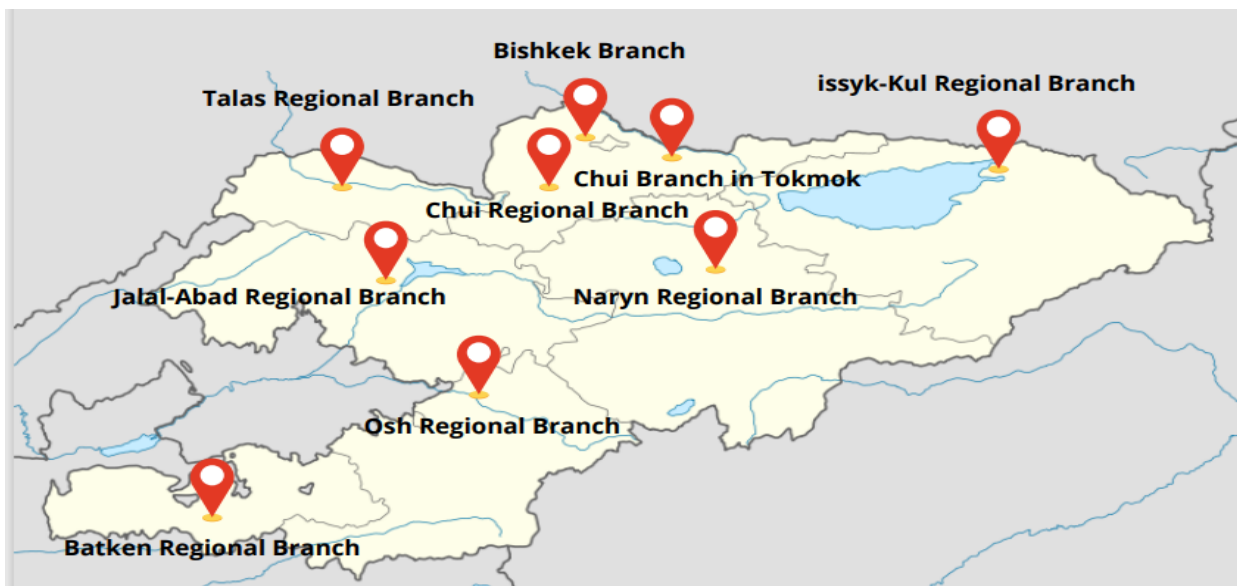 Bishkek Branch
issyk-Kul Regional Branch
Talas Regional Branch
Chui Branch in Tokmok
Chui Regional Branch
Jalal-Abad Regional Branch
Naryn Regional Branch
Osh Regional Branch
Batken Regional Branch